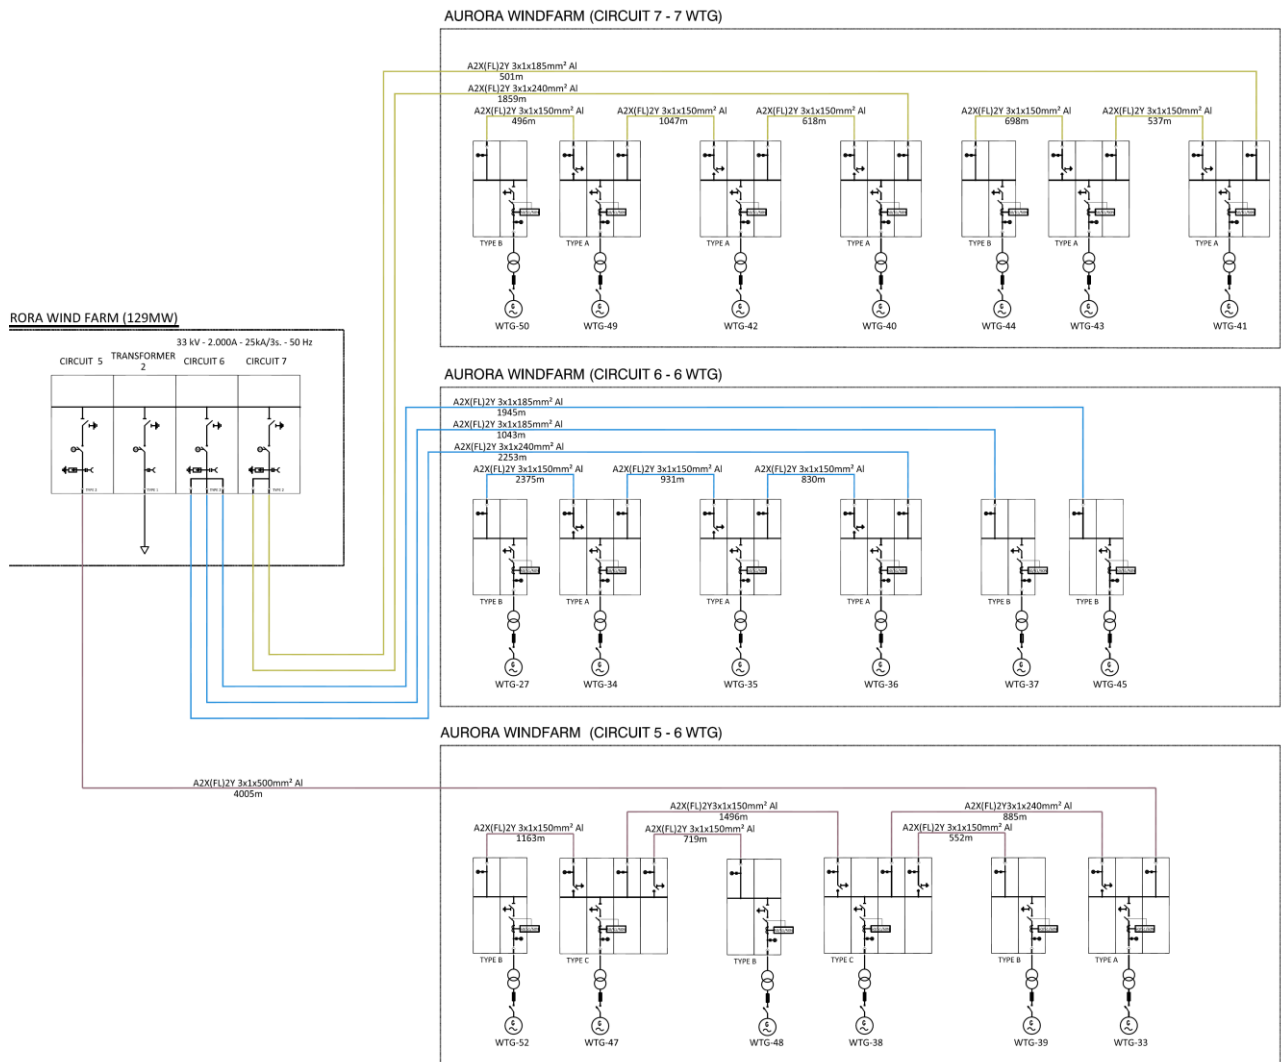 AURORA WINDFARM (CIRCUIT 7 - 7 WTG)
A2X(FL)2Y 3x1x185mm² Al
501m
A2X(FL)2Y 3x1x240mm² Al
1859m
A2X(FL)2Y 3x1x150mm² Al
496m
A2X(FL)2Y 3x1x150mm² Al
1047m
A2X(FL)2Y 3x1x150mm² Al
618m
A2X(FL)2Y 3x1x150mm² Al
698m
A2X(FL)2Y 3x1x150mm² Al
537m
TYPE B
TYPE A
TYPE A
TYPE A
TYPE B
TYPE A
TYPE A
G
G
G
G
G
G
G
WTG-50
WTG-49
WTG-42
WTG-40
WTG-44
WTG-43
WTG-41
RORA WIND FARM (129MW)
33 kV - 2.000A - 25kA/3s. - 50 Hz
CIRCUIT 5
TRANSFORMER
2
CIRCUIT 6
CIRCUIT 7
AURORA WINDFARM (CIRCUIT 6 - 6 WTG)
A2X(FL)2Y 3x1x185mm² Al
1945m
A2X(FL)2Y 3x1x185mm² Al
1043m
A2X(FL)2Y 3x1x240mm² Al
2253m
A2X(FL)2Y 3x1x150mm² Al
2375m
A2X(FL)2Y 3x1x150mm² Al
931m
A2X(FL)2Y 3x1x150mm² Al
830m
TYPE B
TYPE A
TYPE A
TYPE A
TYPE B
TYPE B
G
G
G
G
G
G
WTG-27
WTG-34
WTG-35
WTG-36
WTG-37
WTG-45
AURORA WINDFARM (CIRCUIT 5 - 6 WTG)
A2X(FL)2Y 3x1x500mm² Al
4005m
A2X(FL)2Y3x1x150mm² Al
1496m
A2X(FL)2Y3x1x240mm² Al
885m
A2X(FL)2Y 3x1x150mm² Al
1163m
A2X(FL)2Y 3x1x150mm² Al
719m
A2X(FL)2Y 3x1x150mm² Al
552m
TYPE B
TYPE C
TYPE B
TYPE C
TYPE B
TYPE A
G
G
G
G
G
G
WTG-52
WTG-47
WTG-48
WTG-38
WTG-39
WTG-33